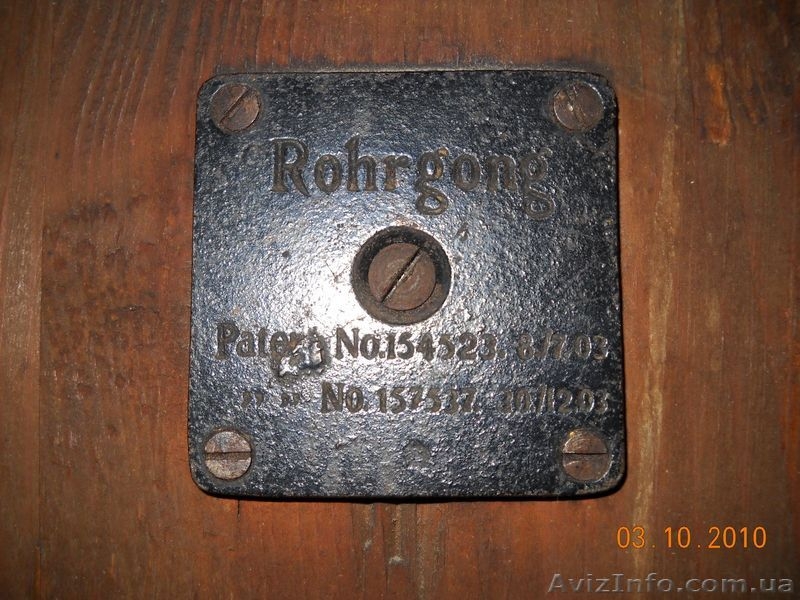 Rohrgong
Patent No.154523. 8./7.03
„ „ No.157537. 30./12.03
03.10.2010
AvizInfo.com.ua